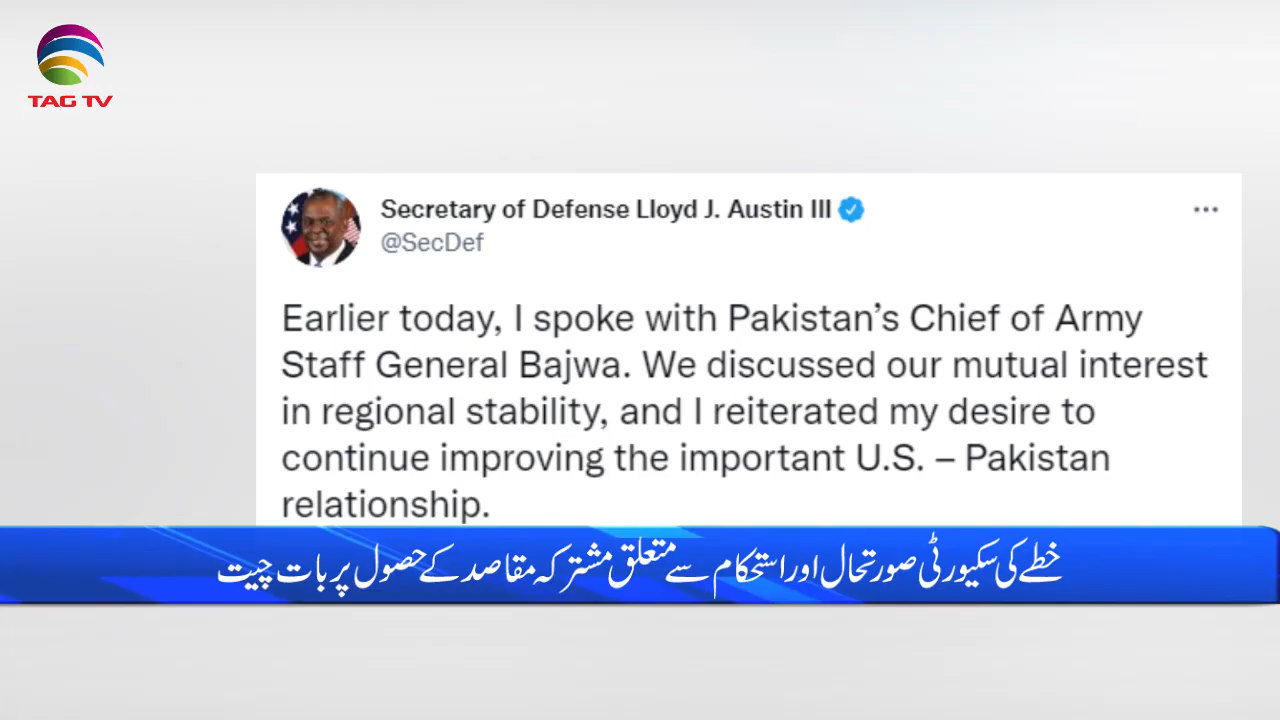 TAG TV
Secretary of Defense Lloyd J. Austin III
@SecDef
Earlier today, I spoke with Pakistan’s Chief of Army
Staff General Bajwa. We discussed our mutual interest
in regional stability, and I reiterated my desire to
continue improving the important U.S. – Pakistan
relationship.
خطے کی سکیورٹی صورتحال اور استحکام سے متعلق مشترکہ مقاصد کے حصول پر بات چیت